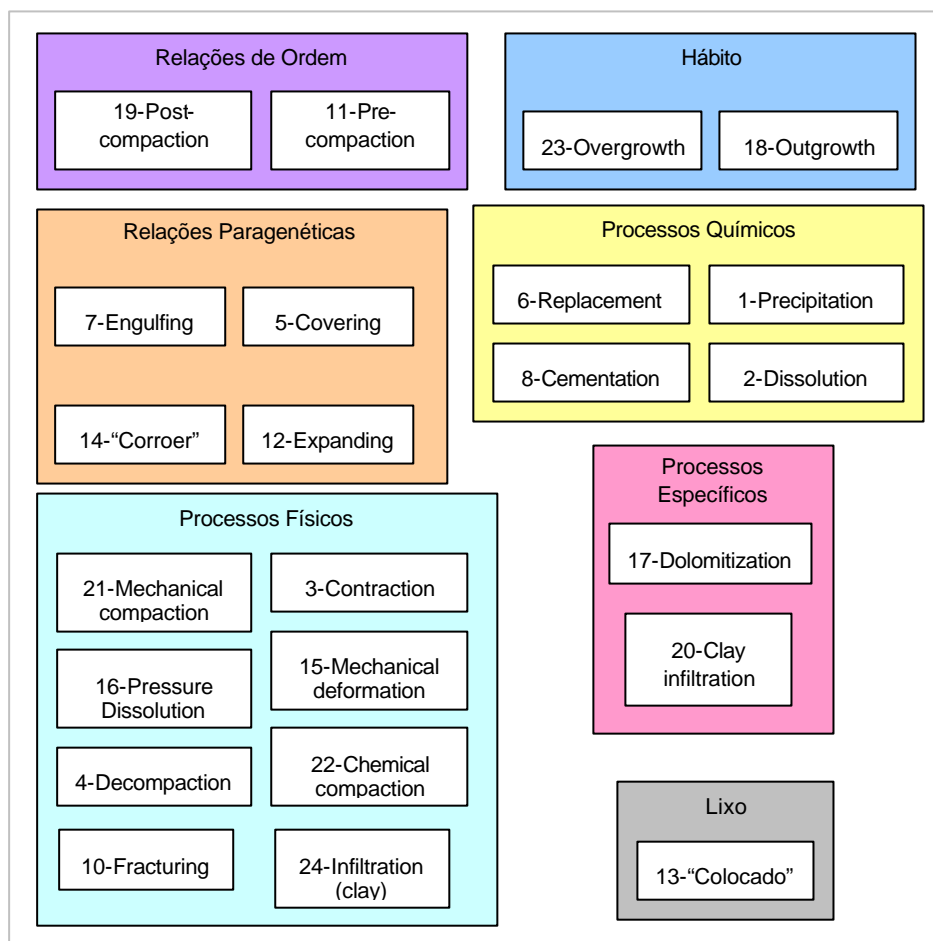 Relações de Ordem
19-Post-
compaction
11-Pre-
compaction
Hábito
23-Overgrowth
18-Outgrowth
Relações Paragenéticas
7-Engulfing
5-Covering
14-“Corroer”
12-Expanding
Processos Químicos
6-Replacement
1-Precipitation
8-Cementation
2-Dissolution
Processos
Específicos
17-Dolomitization
20-Clay
infiltration
Processos Físicos
21-Mechanical
compaction
3-Contraction
16-Pressure
Dissolution
15-Mechanical
deformation
4-Decompaction
22-Chemical
compaction
10-Fracturing
24-Infiltration
(clay)
Lixo
13-“Colocado”